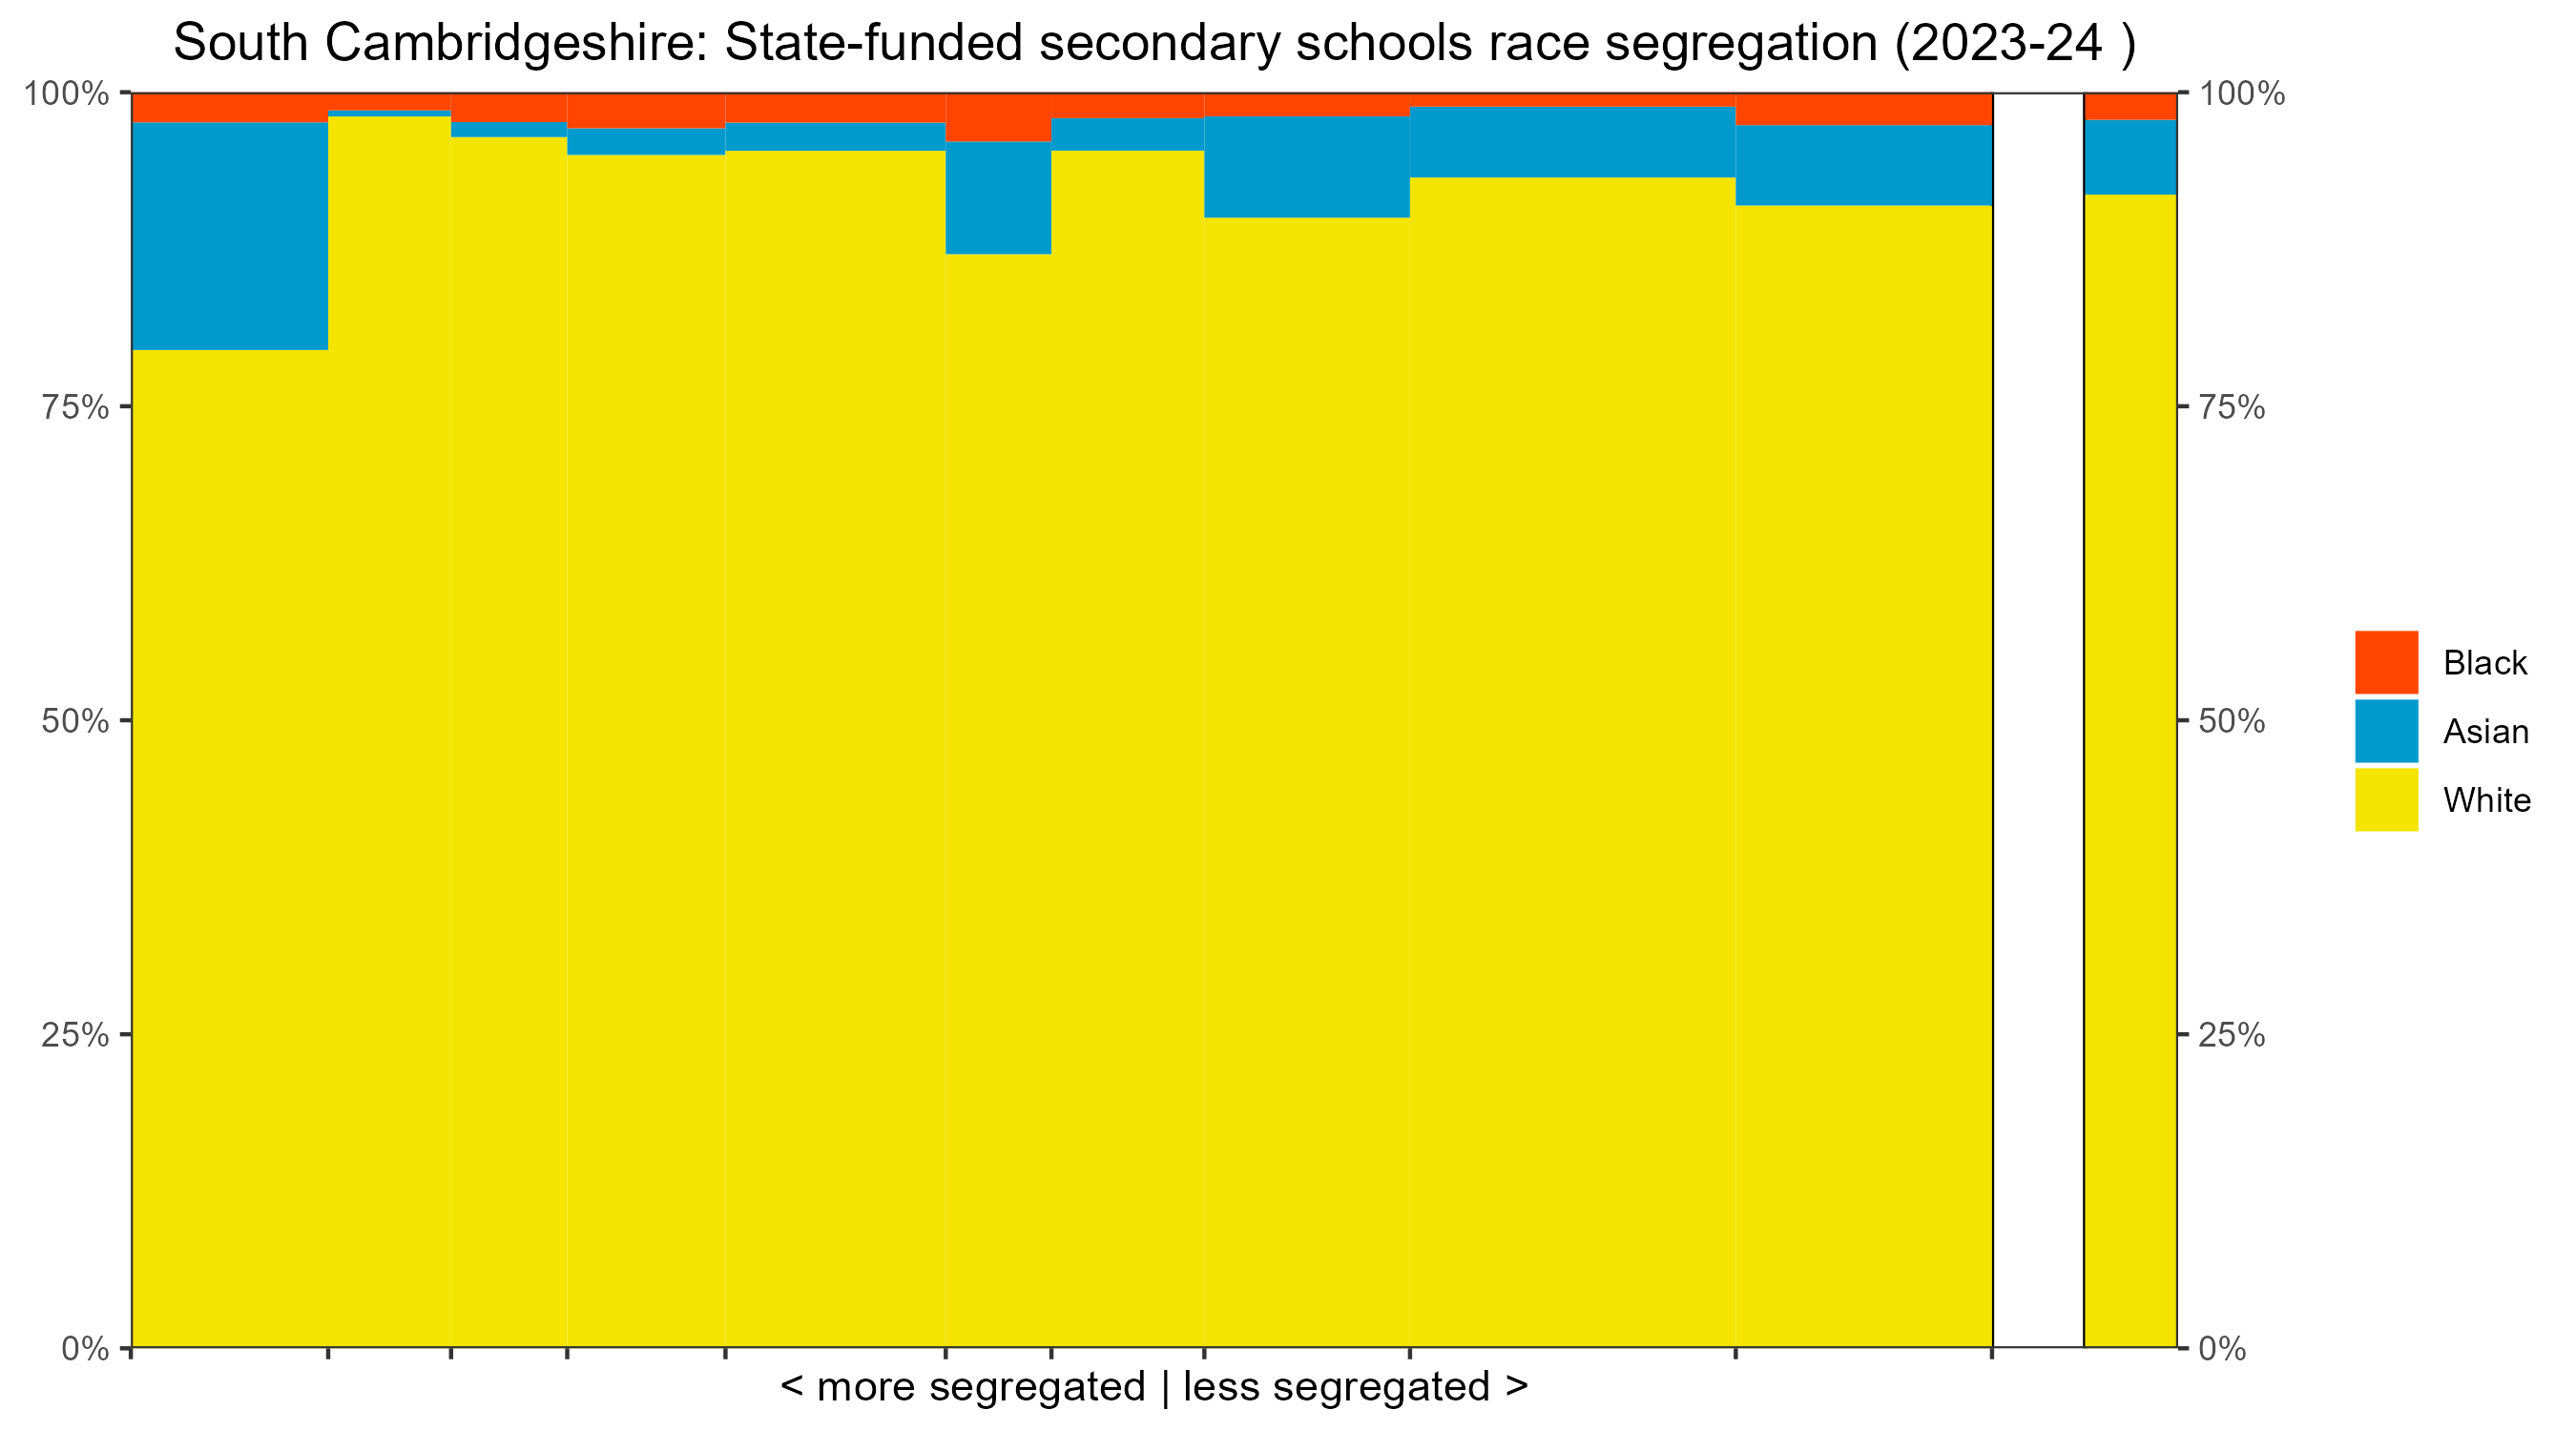 South Cambridgeshire: State-funded secondary schools race segregation (2023-24 )
100%
75%
50%
25%
0%
100%
75%
50%
25%
0%
Black
Asian
White
< more segregated | less segregated >